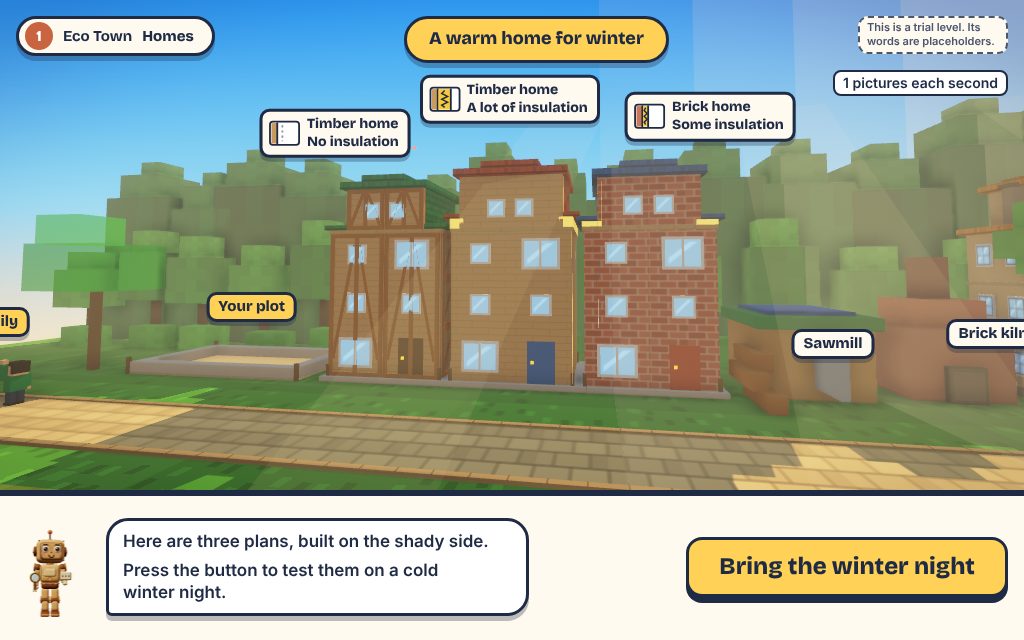 1 Eco Town Homes
A warm home for winter
This is a trial level. Its
words are placeholders.
1 pictures each second
Timber home
No insulation
Timber home
A lot of insulation
Brick home
Some insulation
ily
Your plot
Sawmill
Brick kiln
Here are three plans, built on the shady side.
Press the button to test them on a cold
winter night.
Bring the winter night